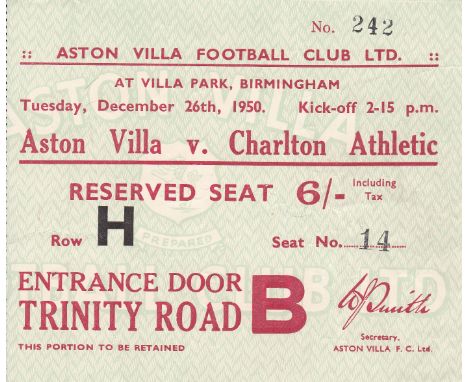 No. 242
:: ASTON VILLA FOOTBALL CLUB LTD. ::
AT VILLA PARK, BIRMINGHAM
Tuesday, December 26th, 1950. Kick-off 2-15 p.m.
Aston Villa v. Charlton Athletic
RESERVED SEAT 6/- Including Tax
PREPARED
Row H Seat No. 14
ENTRANCE DOOR
TRINITY ROAD B
Smith
Secretary.
THIS PORTION TO BE RETAINED ASTON VILLA F. C. Ltd.